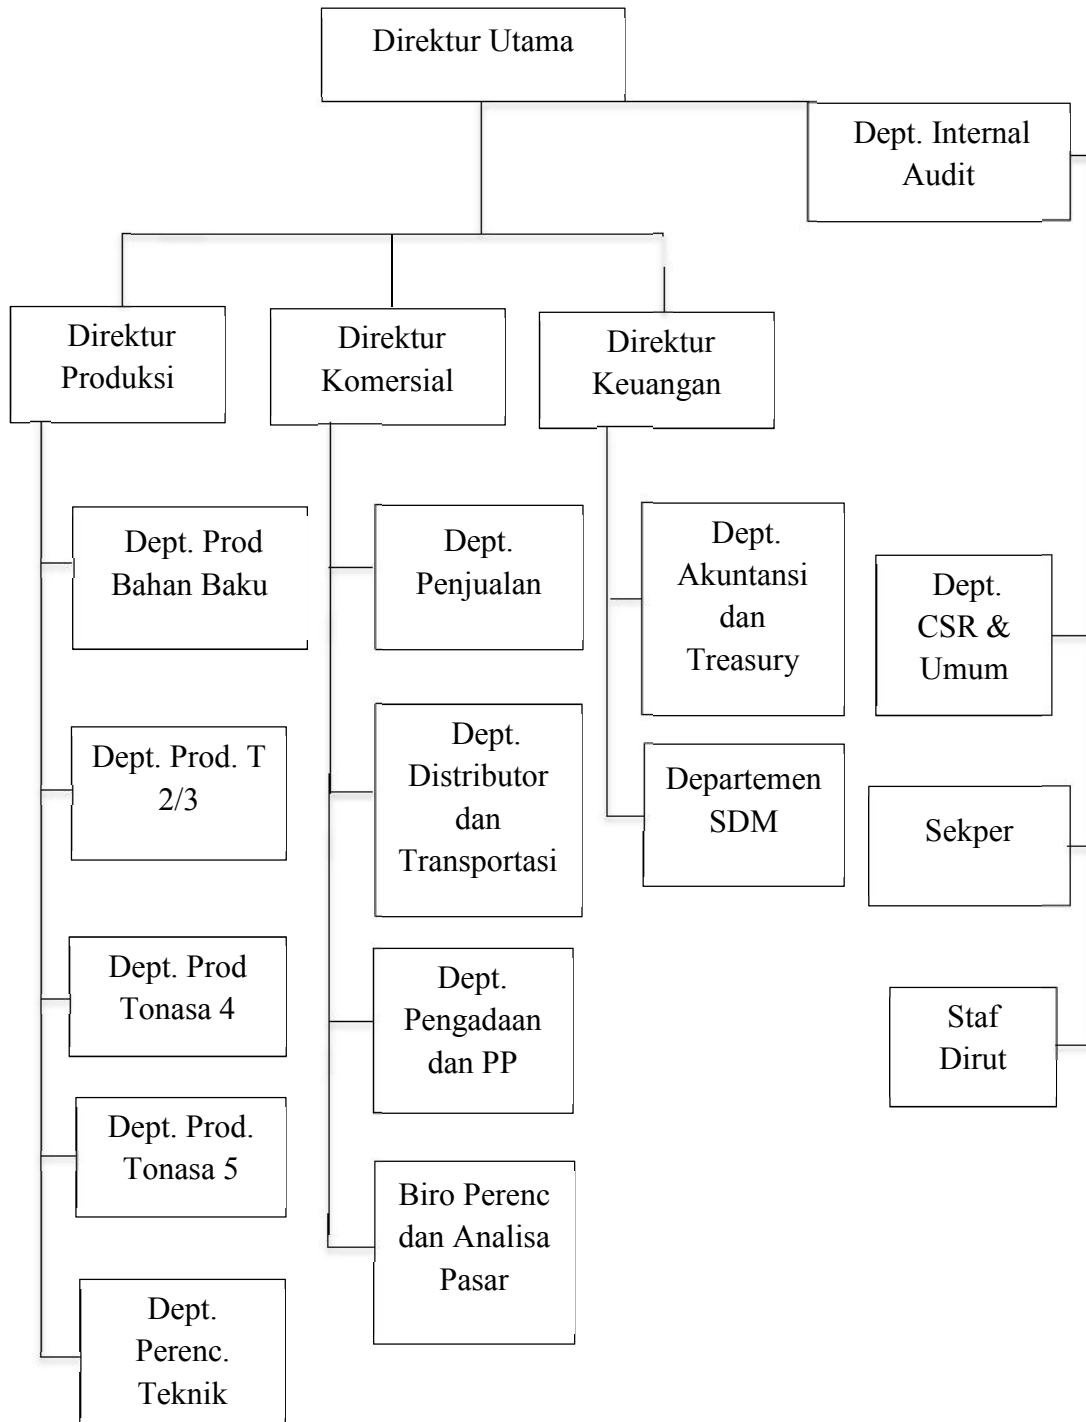 Direktur Utama
Dept. Internal
Audit
Direktur
Produksi
Direktur
Komersial
Direktur
Keuangan
Dept. Prod
Bahan Baku
Dept. Prod. T
2/3
Dept. Prod
Tonasa 4
Dept. Prod.
Tonasa 5
Dept.
Perenc.
Teknik
Dept.
Penjualan
Dept.
Distributor
dan
Transportasi
Dept.
Pengadaan
dan PP
Biro Perenc
dan Analisa
Pasar
Dept.
Akuntansi
dan
Treasury
Departemen
SDM
Dept.
CSR &
Umum
Sekper
Staf
Dirut